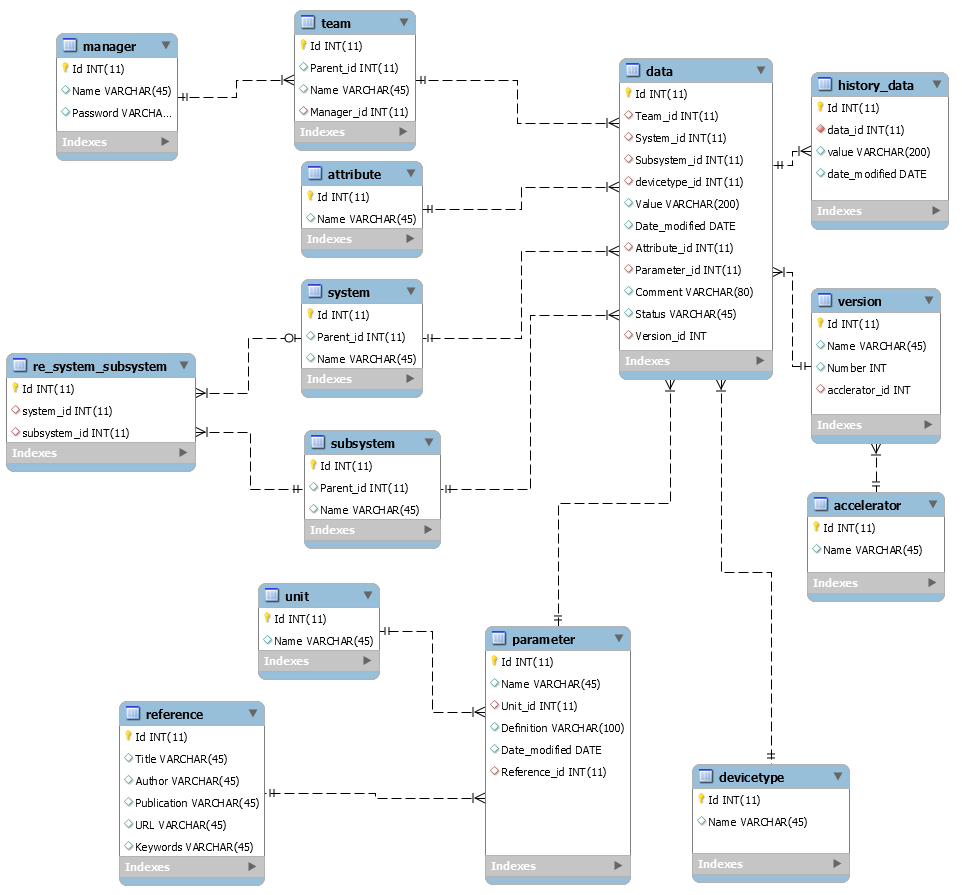 manager
Id INT(11)
Name VARCHAR(45)
Password VARCHA...
Indexes
team
Id INT(11)
Parent_id INT(11)
Name VARCHAR(45)
Manager_id INT(11)
Indexes
attribute
Id INT(11)
Name VARCHAR(45)
Indexes
system
Id INT(11)
Parent_id INT(11)
Name VARCHAR(45)
Indexes
re_system_subsystem
Id INT(11)
system_id INT(11)
subsystem_id INT(11)
Indexes
subsystem
Id INT(11)
Parent_id INT(11)
Name VARCHAR(45)
Indexes
data
Id INT(11)
Team_id INT(11)
System_id INT(11)
Subsystem_id INT(11)
devicetype_id INT(11)
Value VARCHAR(200)
Date_modified DATE
Attribute_id INT(11)
Parameter_id INT(11)
Comment VARCHAR(80)
Status VARCHAR(45)
Version_id INT
Indexes
history_data
Id INT(11)
data_id INT(11)
value VARCHAR(200)
date_modified DATE
Indexes
version
Id INT(11)
Name VARCHAR(45)
Number INT
acclerator_id INT
Indexes
accelerator
Id INT(11)
Name VARCHAR(45)
Indexes
unit
Id INT(11)
Name VARCHAR(45)
Indexes
reference
Id INT(11)
Title VARCHAR(45)
Author VARCHAR(45)
Publication VARCHAR(45)
URL VARCHAR(45)
Keywords VARCHAR(45)
Indexes
parameter
Id INT(11)
Name VARCHAR(45)
Unit_id INT(11)
Definition VARCHAR(100)
Date_modified DATE
Reference_id INT(11)
Indexes
devicetype
Id INT(11)
Name VARCHAR(45)
Indexes